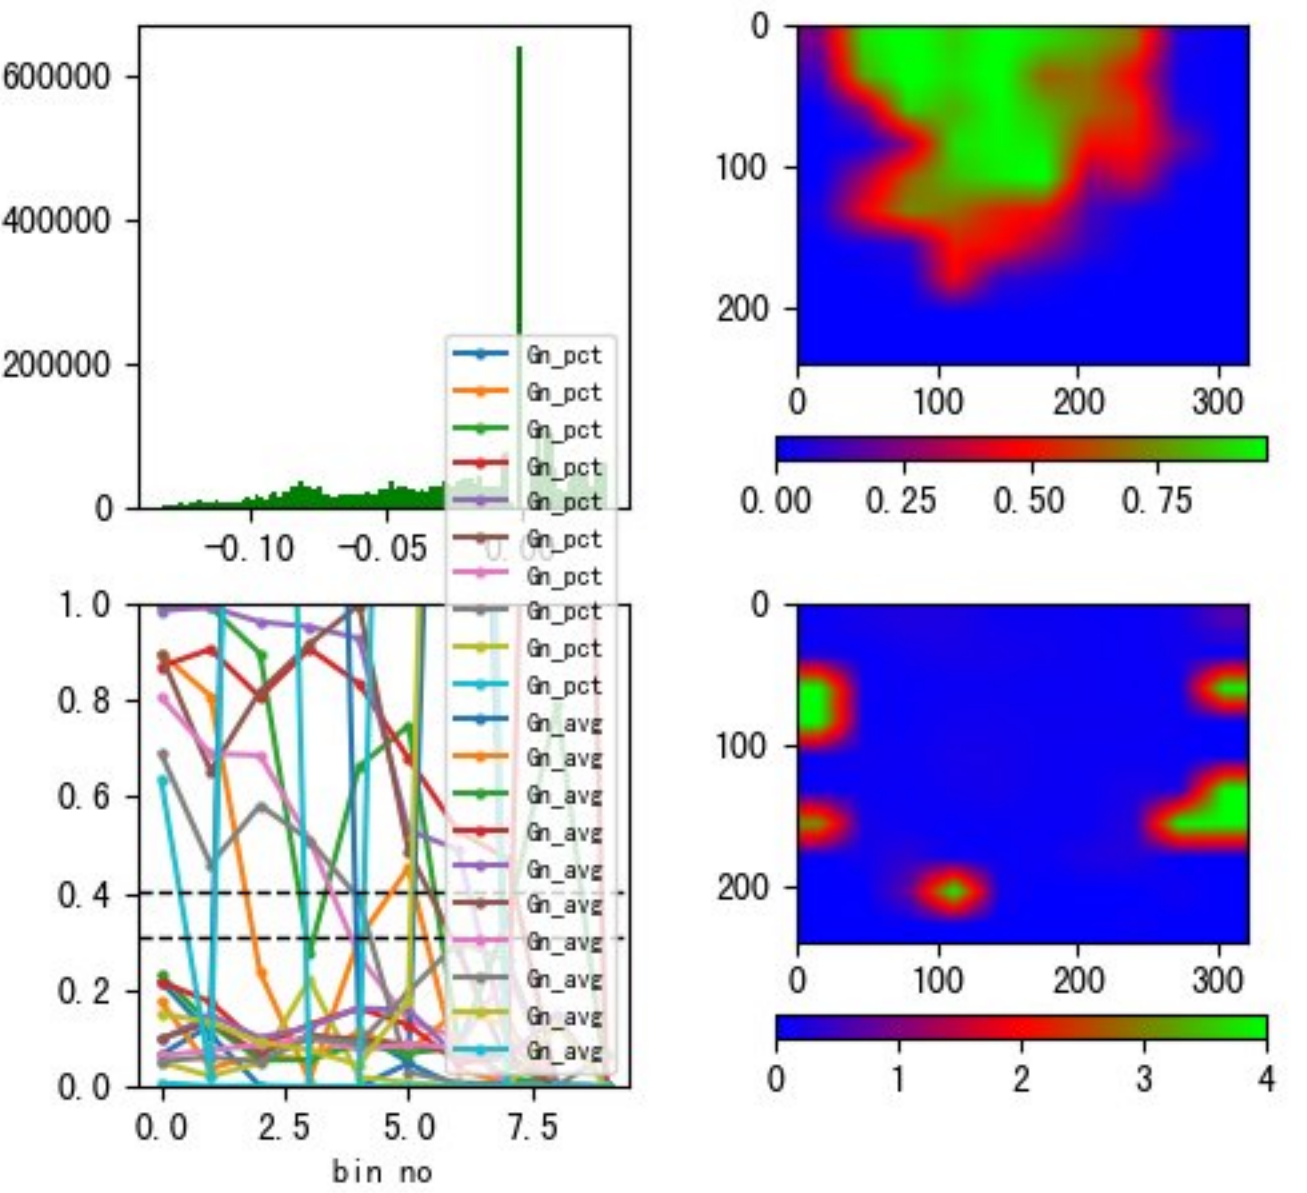 600000
400000
200000
0
−0.10 −0.05 0.00
0
100
200
0 100 200 300
0.00 0.25 0.50 0.75
Gn_pct
Gn_pct
Gn_pct
Gn_pct
Gn_pct
Gn_pct
Gn_pct
Gn_pct
Gn_pct
Gn_pct
Gn_avg
Gn_avg
Gn_avg
Gn_avg
Gn_avg
Gn_avg
Gn_avg
Gn_avg
Gn_avg
Gn_avg
1.0
0.8
0.6
0.4
0.2
0.0
0.0 2.5 5.0 7.5
bin no
0
100
200
0 100 200 300
0 1 2 3 4